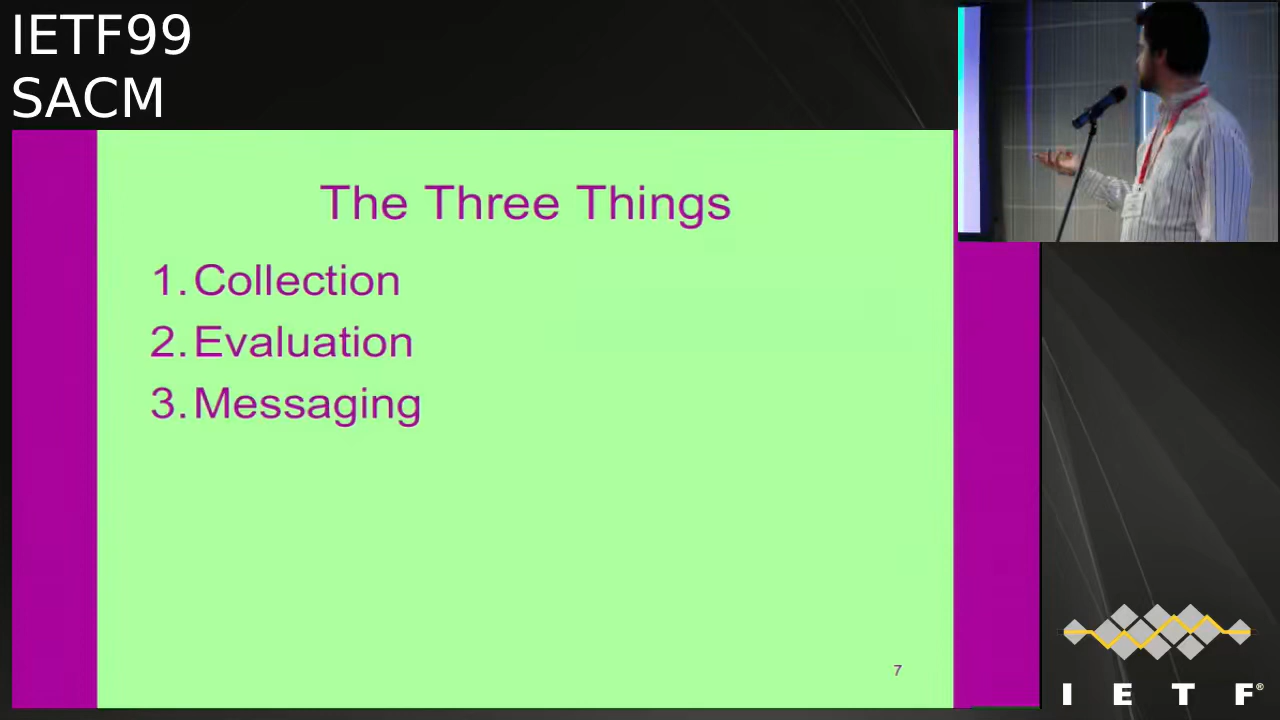 IETF99
SACM
The Three Things
1. Collection
2. Evaluation
3. Messaging
7
I E T F®